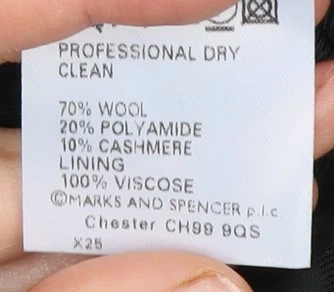 PROFESSIONAL DRY
CLEAN
70% WOOL
20% POLYAMIDE
10% CASHMERE
LINING
100% VISCOSE
©MARKS AND SPENCER p.l.c.
Chester CH99 9QS
X25